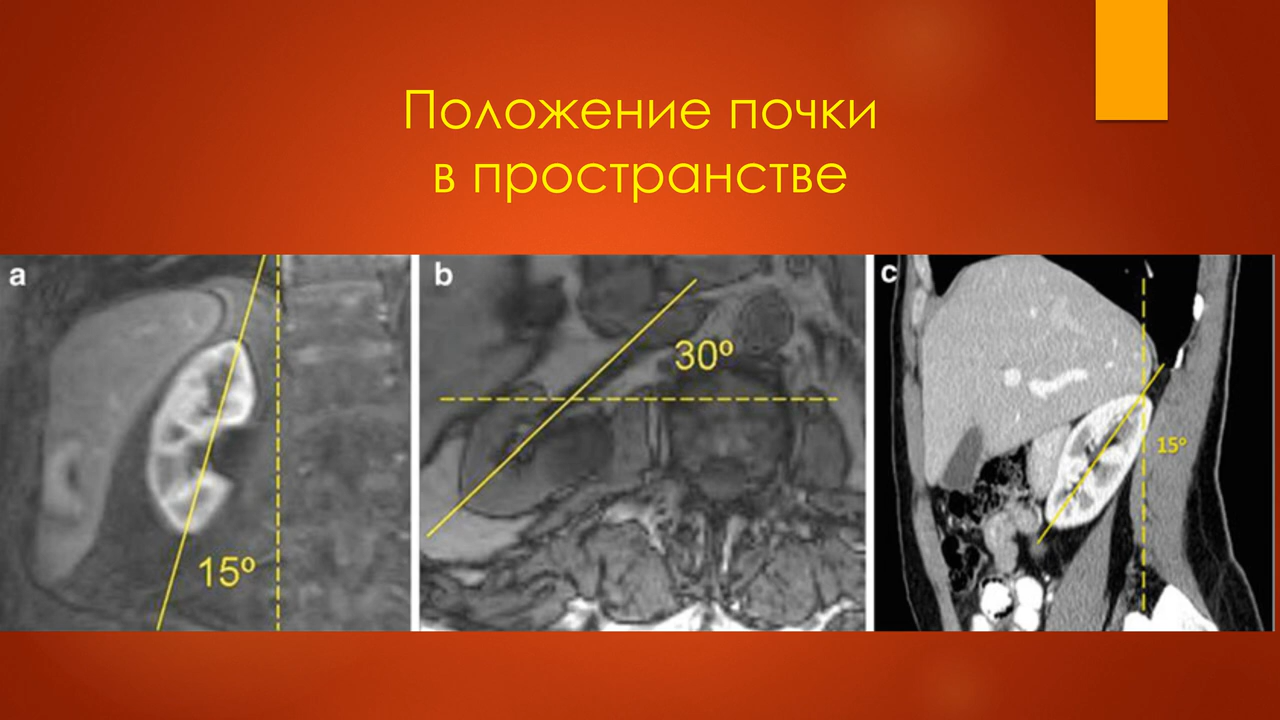 Положение почки
в пространстве
a
b
c
15º
30º
15º